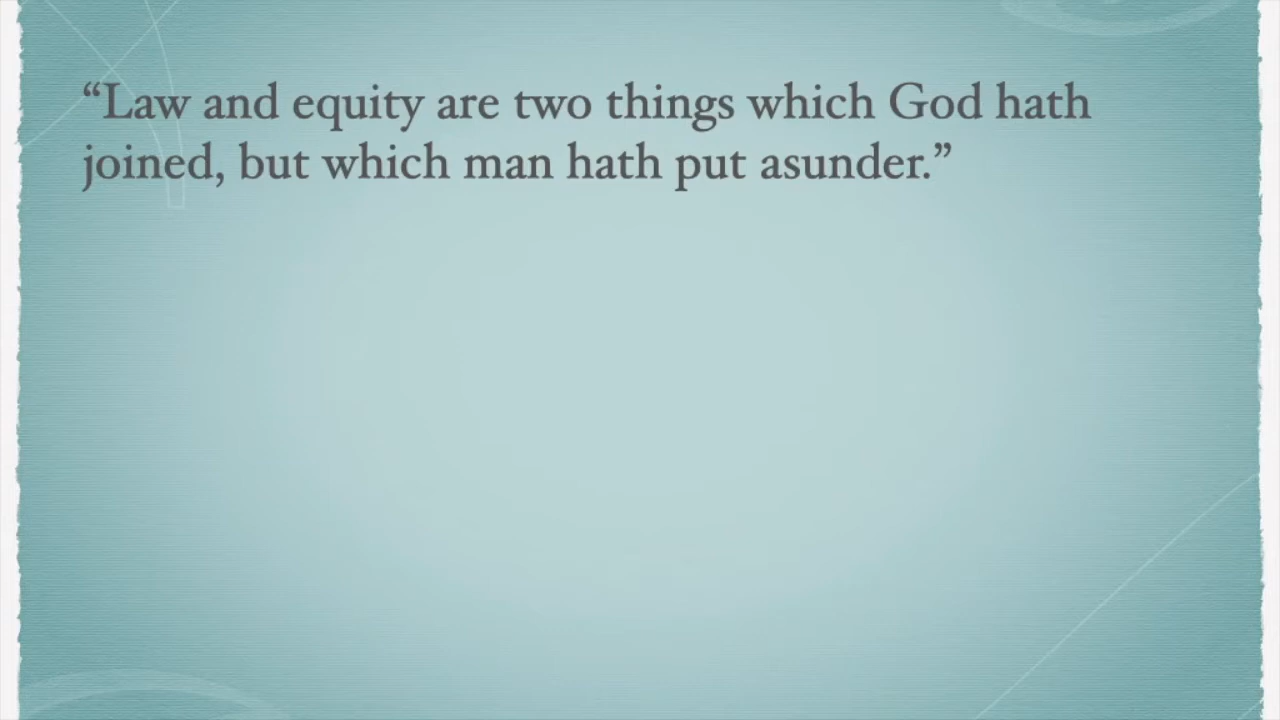 “Law and equity are two things which God hath
joined, but which man hath put asunder.”